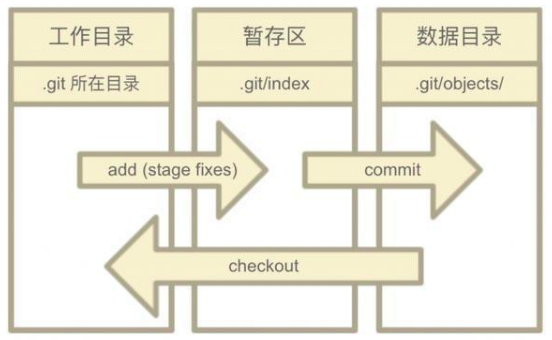 工作目录
暂存区
数据目录
.git 所在目录
.git/index
.git/objects/
add (stage fixes)
commit
checkout